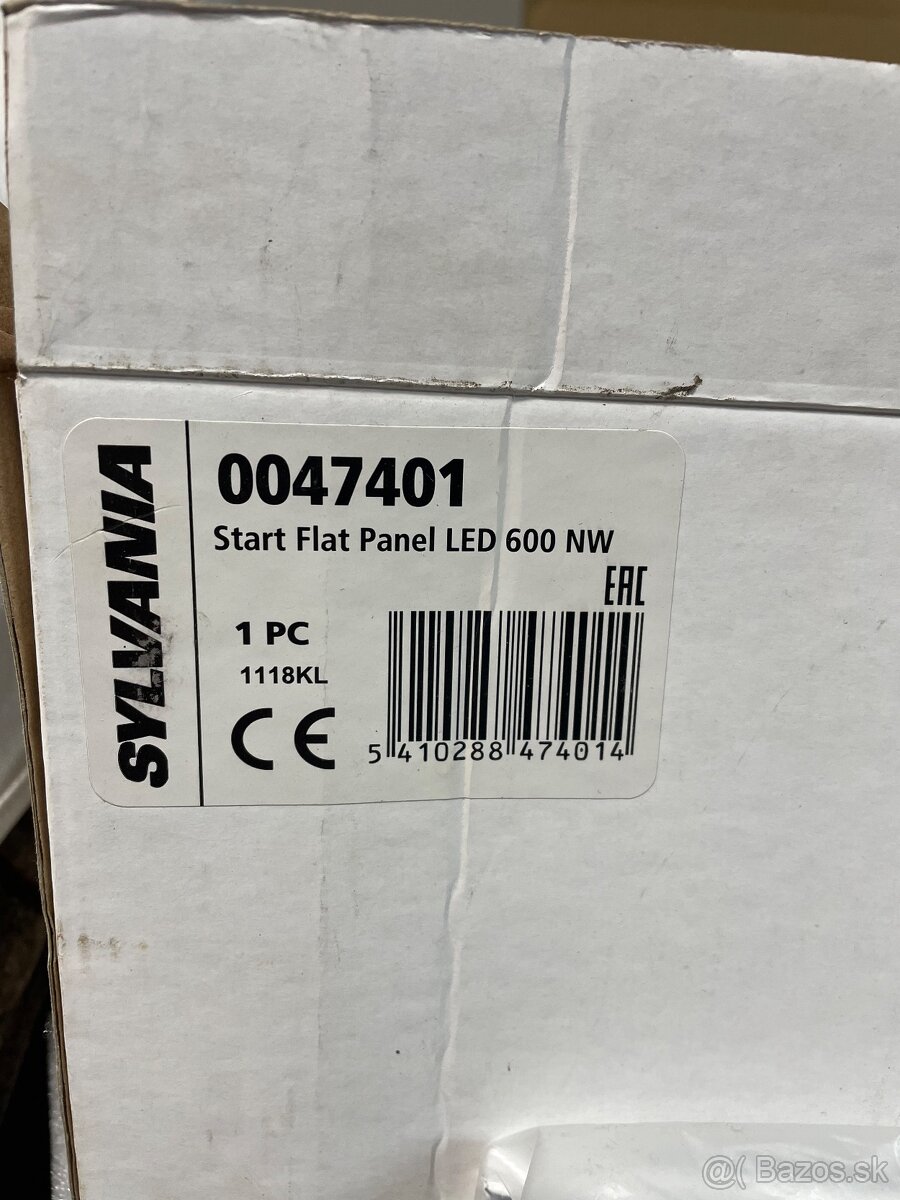 SYLVANIA
0047401
Start Flat Panel LED 600 NW
EAC
1 PC
1118KL
CE
5 410288 474014
@( Bazos.sk